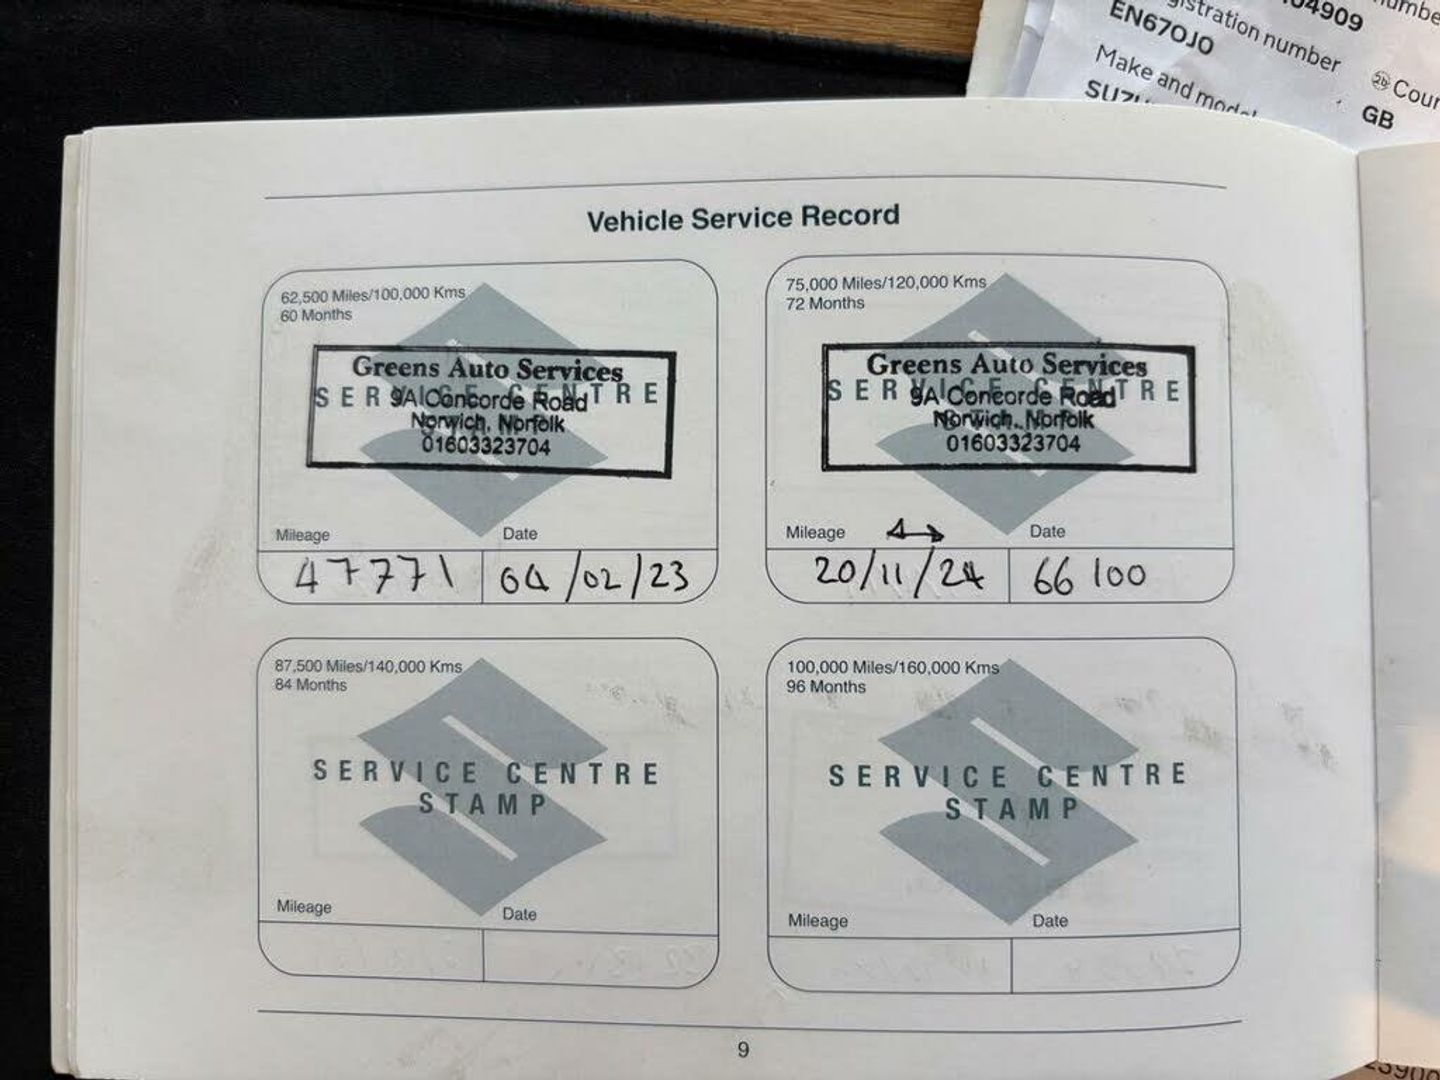 04909
gistration number
EN67OJO
Make and model
GB
Vehicle Service Record
62,500 Miles/100,000 Kms
60 Months
Greens Auto Services
SERVICE CENTRE
9A Concorde Road
Norwich, Norfolk
01603323704
Mileage
Date
47771
04/02/23
75,000 Miles/120,000 Kms
72 Months
Greens Auto Services
SERVICE CENTRE
9A Concorde Road
Norwich, Norfolk
01603323704
Mileage
↔
Date
20/11/24
66100
87,500 Miles/140,000 Kms
84 Months
SERVICE CENTRE
STAMP
Mileage
Date
100,000 Miles/160,000 Kms
96 Months
SERVICE CENTRE
STAMP
Mileage
Date
9